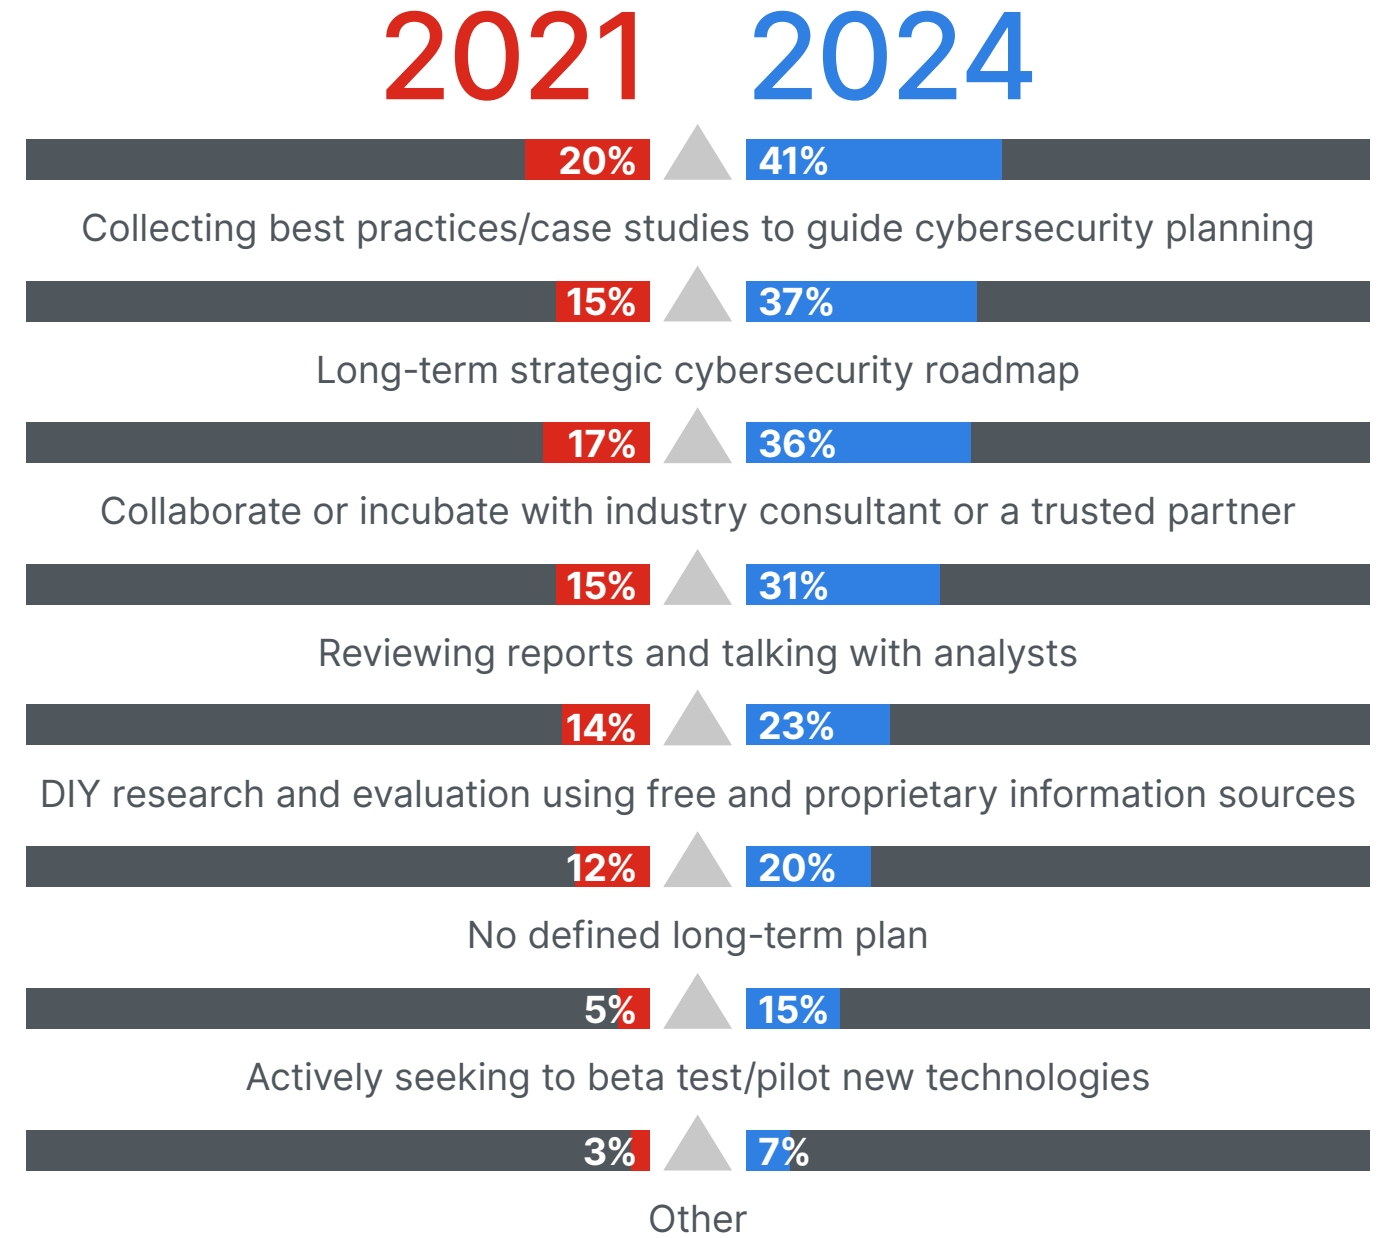 2021 2024
20% 41%
Collecting best practices/case studies to guide cybersecurity planning
15% 37%
Long-term strategic cybersecurity roadmap
17% 36%
Collaborate or incubate with industry consultant or a trusted partner
15% 31%
Reviewing reports and talking with analysts
14% 23%
DIY research and evaluation using free and proprietary information sources
12% 20%
No defined long-term plan
5% 15%
Actively seeking to beta test/pilot new technologies
3% 7%
Other